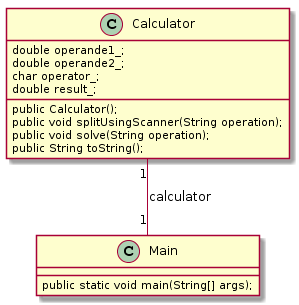 C Calculator
double operande1_;
double operande2_;
char operator_;
double result_;
public Calculator();
public void splitUsingScanner(String operation);
public void solve(String operation);
public String toString();
1
calculator
1
C Main
public static void main(String[] args);